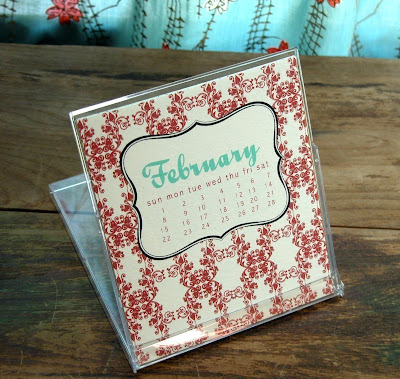 February
sun mon tue wed thu fri sat
1 2 3 4 5 6 7
8 9 10 11 12 13 14
15 16 17 18 19 20 21
22 23 24 25 26 27 28